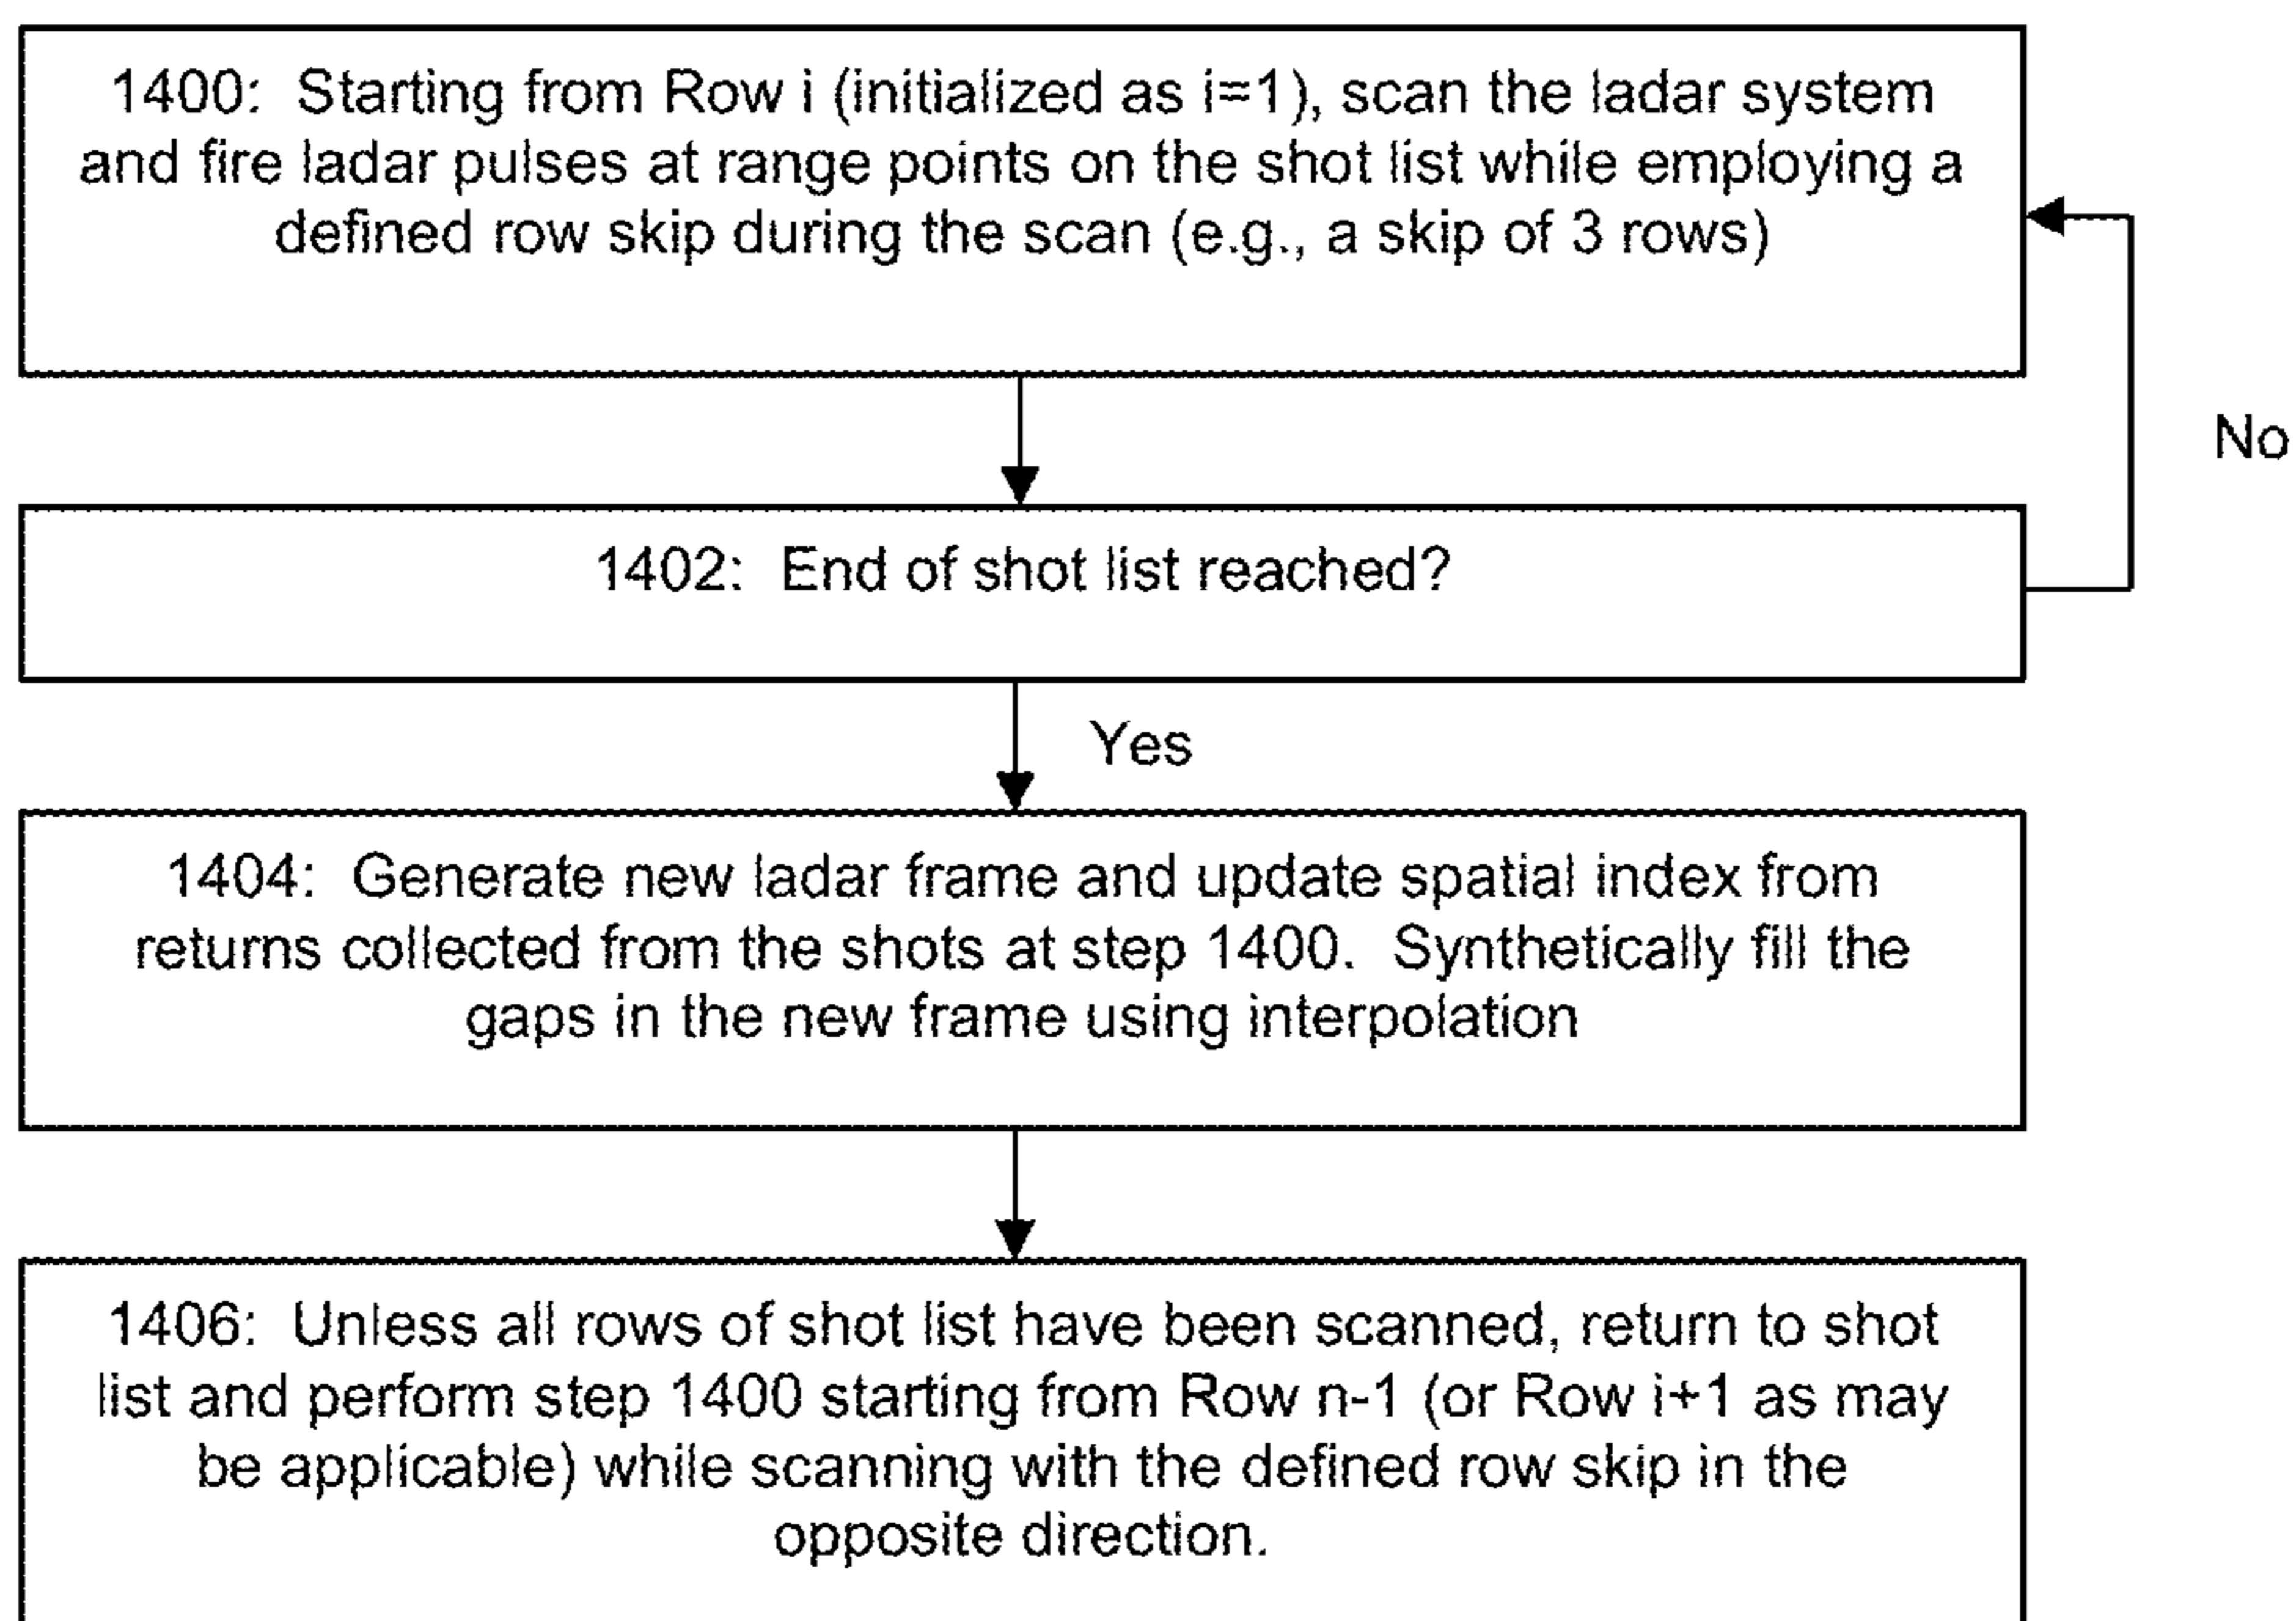 1400: Starting from Row i (initialized as i=1), scan the ladar system
and fire ladar pulses at range points on the shot list while employing a
defined row skip during the scan (e.g., a skip of 3 rows)
No
1402: End of shot list reached?
Yes
1404: Generate new ladar frame and update spatial index from
returns collected from the shots at step 1400. Synthetically fill the
gaps in the new frame using interpolation
1406: Unless all rows of shot list have been scanned, return to shot
list and perform step 1400 starting from Row n-1 (or Row i+1 as may
be applicable) while scanning with the defined row skip in the
opposite direction.